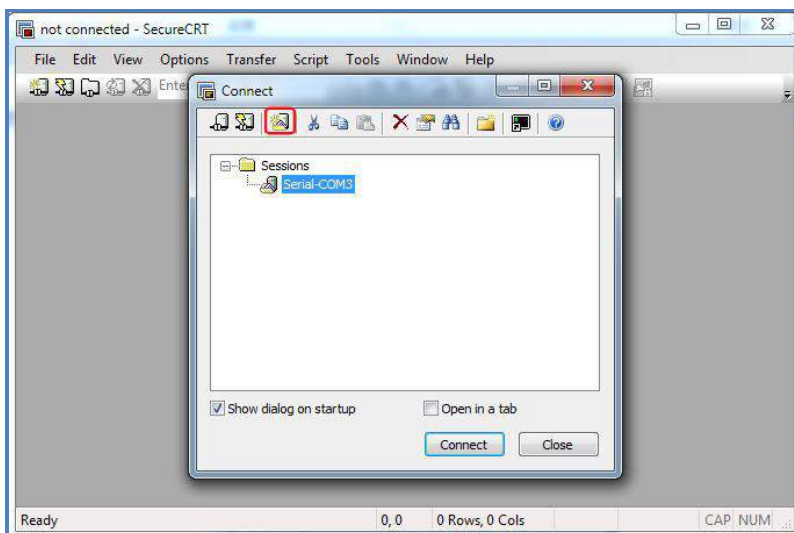 not connected - SecureCRT
File Edit View Options Transfer Script Tools Window Help
Ente
Connect
Sessions
Serial-COM3
Show dialog on startup Open in a tab
Connect Close
Ready 0, 0 0 Rows, 0 Cols CAP NUM